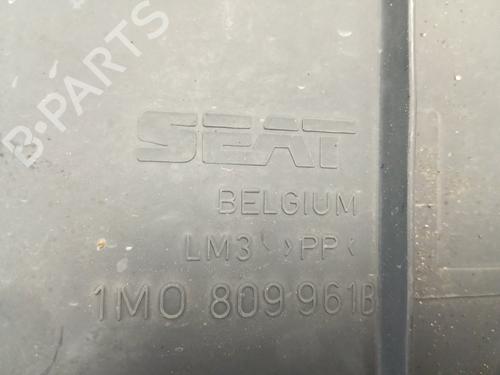 B-PARTS
SEAT
BELGIUM
LM3 >PP<
1M0 809 961B